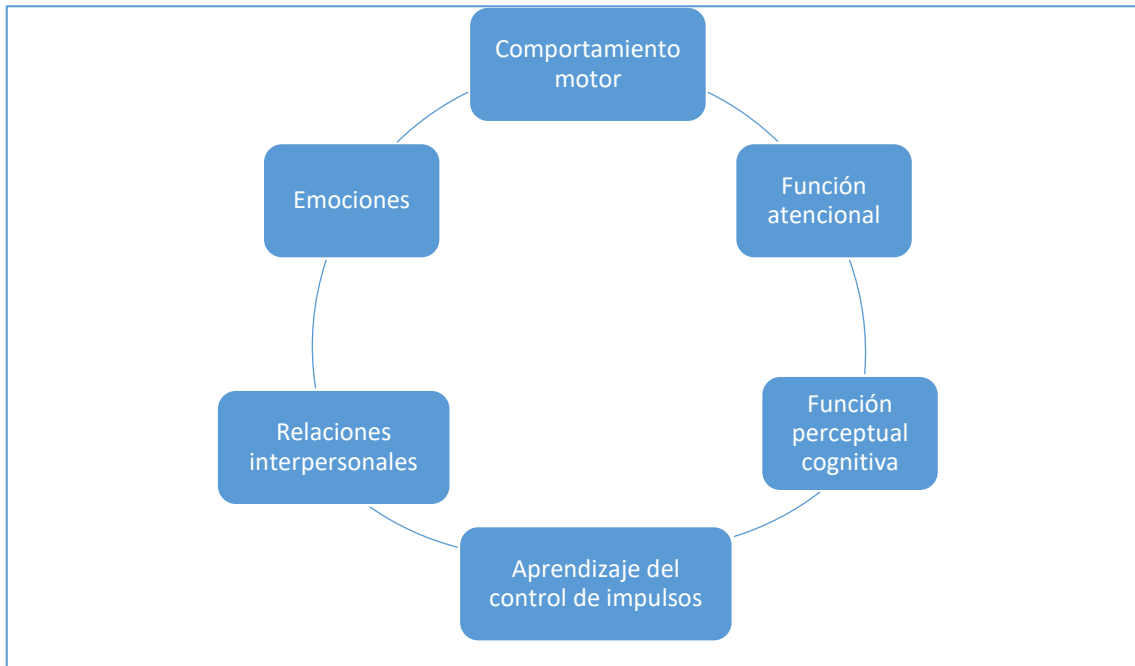 Comportamiento
motor
Función
atencional
Función
perceptual
cognitiva
Aprendizaje del
control de impulsos
Relaciones
interpersonales
Emociones